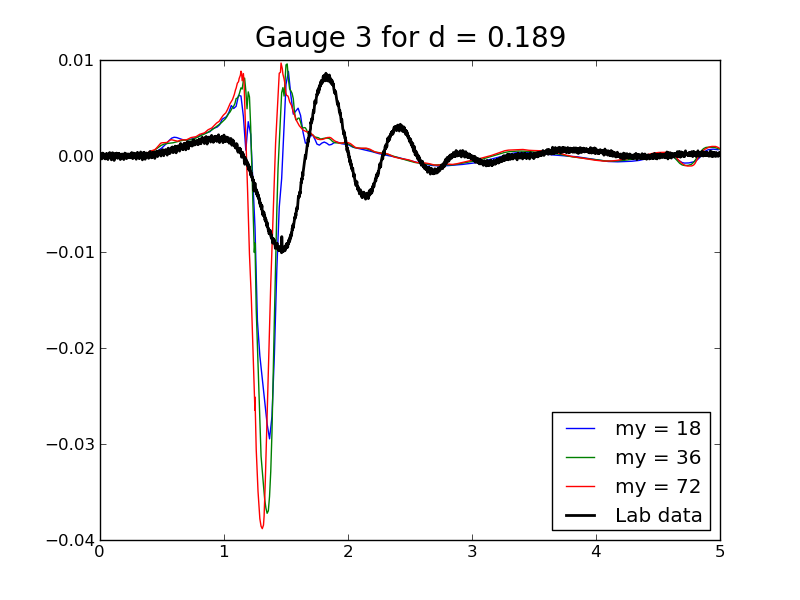 Gauge 3 for d = 0.189
0.01
0.00
−0.01
−0.02
−0.03
−0.04
0 1 2 3 4 5
my = 18
my = 36
my = 72
Lab data